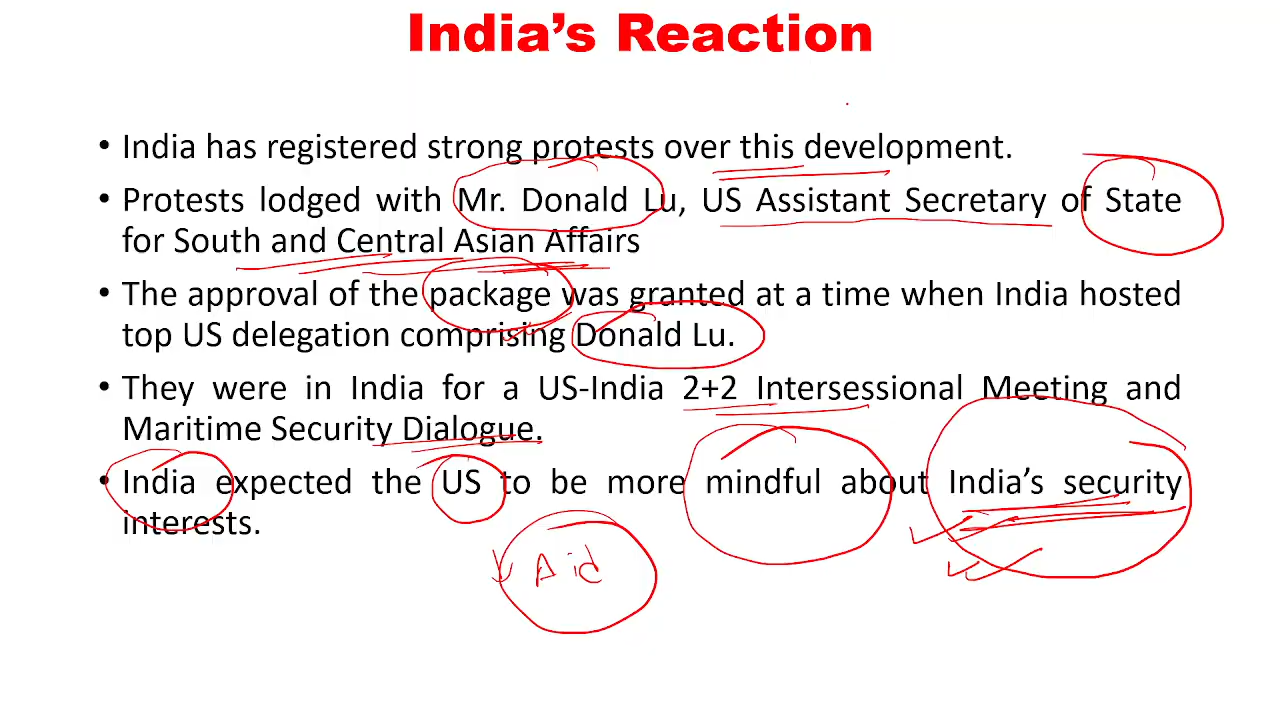 India’s Reaction
• India has registered strong protests over this development.
• Protests lodged with Mr. Donald Lu, US Assistant Secretary of State
for South and Central Asian Affairs
• The approval of the package was granted at a time when India hosted
top US delegation comprising Donald Lu.
• They were in India for a US-India 2+2 Intersessional Meeting and
Maritime Security Dialogue.
• India expected the US to be more mindful about India’s security
interests.
Aid